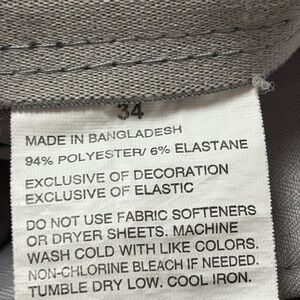 34
MADE IN BANGLADESH
94% POLYESTER/ 6% ELASTANE
EXCLUSIVE OF DECORATION
EXCLUSIVE OF ELASTIC
DO NOT USE FABRIC SOFTENERS
OR DRYER SHEETS. MACHINE
WASH COLD WITH LIKE COLORS.
NON-CHLORINE BLEACH IF NEEDED.
TUMBLE DRY LOW. COOL IRON.